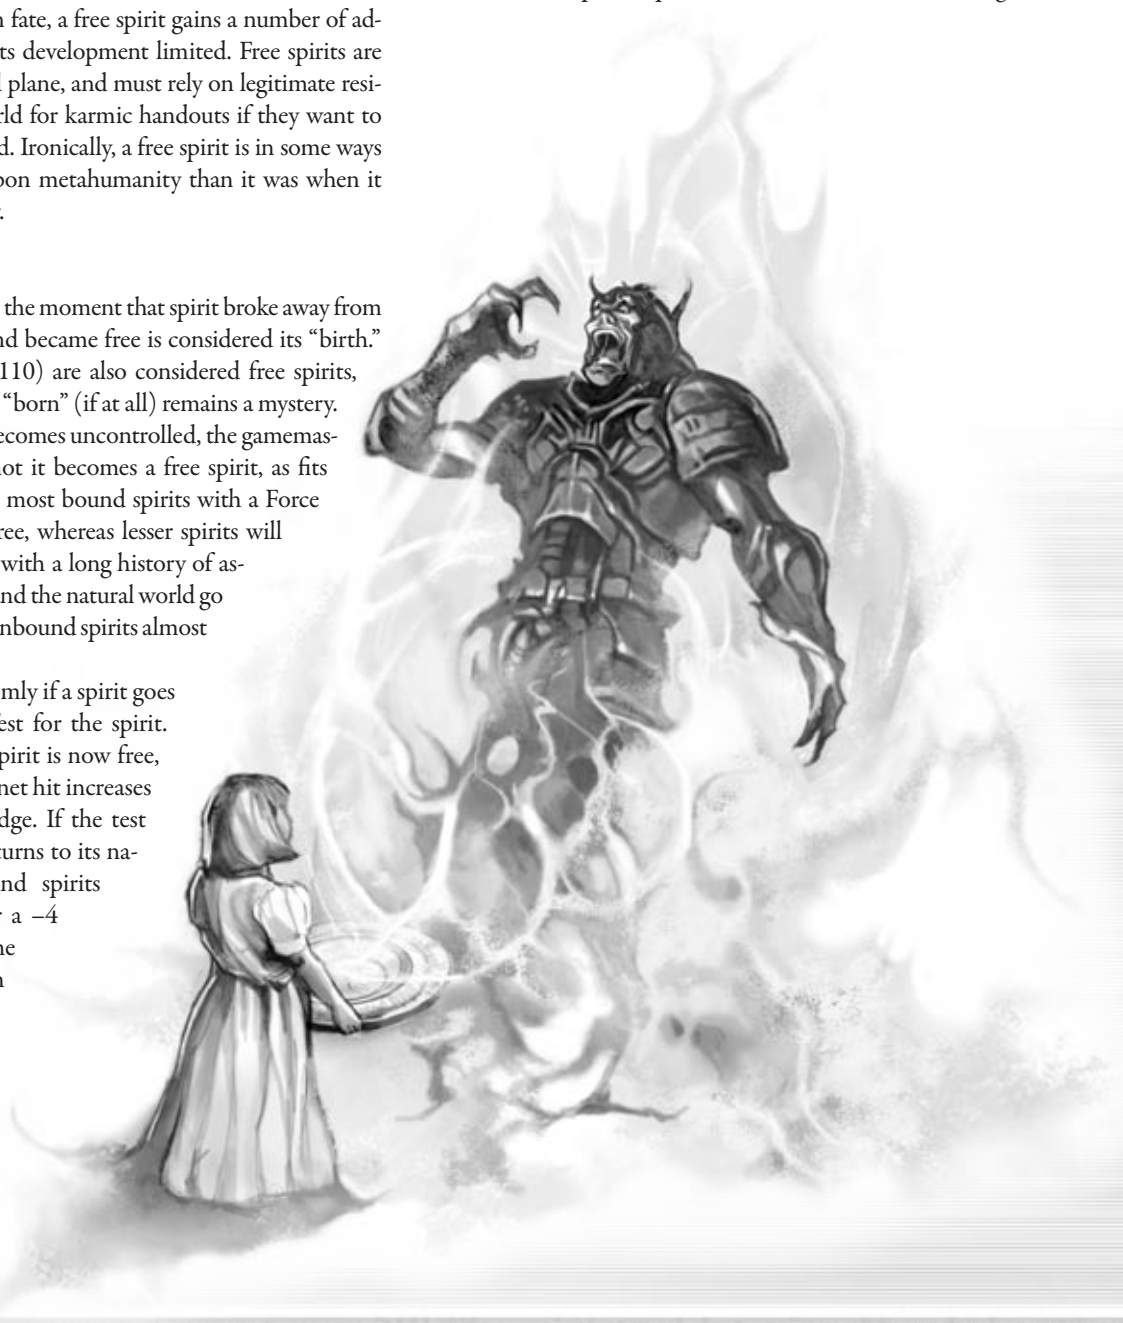 n fate, a free spirit gains a number of ad-
ts development limited. Free spirits are
l plane, and must rely on legitimate resi-
rld for karmic handouts if they want to
d. Ironically, a free spirit is in some ways
pon metahumanity than it was when it
the moment that spirit broke away from
nd became free is considered its “birth.”
110) are also considered free spirits,
“born” (if at all) remains a mystery.
ecomes uncontrolled, the gamemas-
not it becomes a free spirit, as fits
most bound spirits with a Force
ree, whereas lesser spirits will
with a long history of as-
nd the natural world go
nbound spirits almost
mly if a spirit goes
est for the spirit.
pirit is now free,
net hit increases
dge. If the test
turns to its na-
nd spirits
a –4